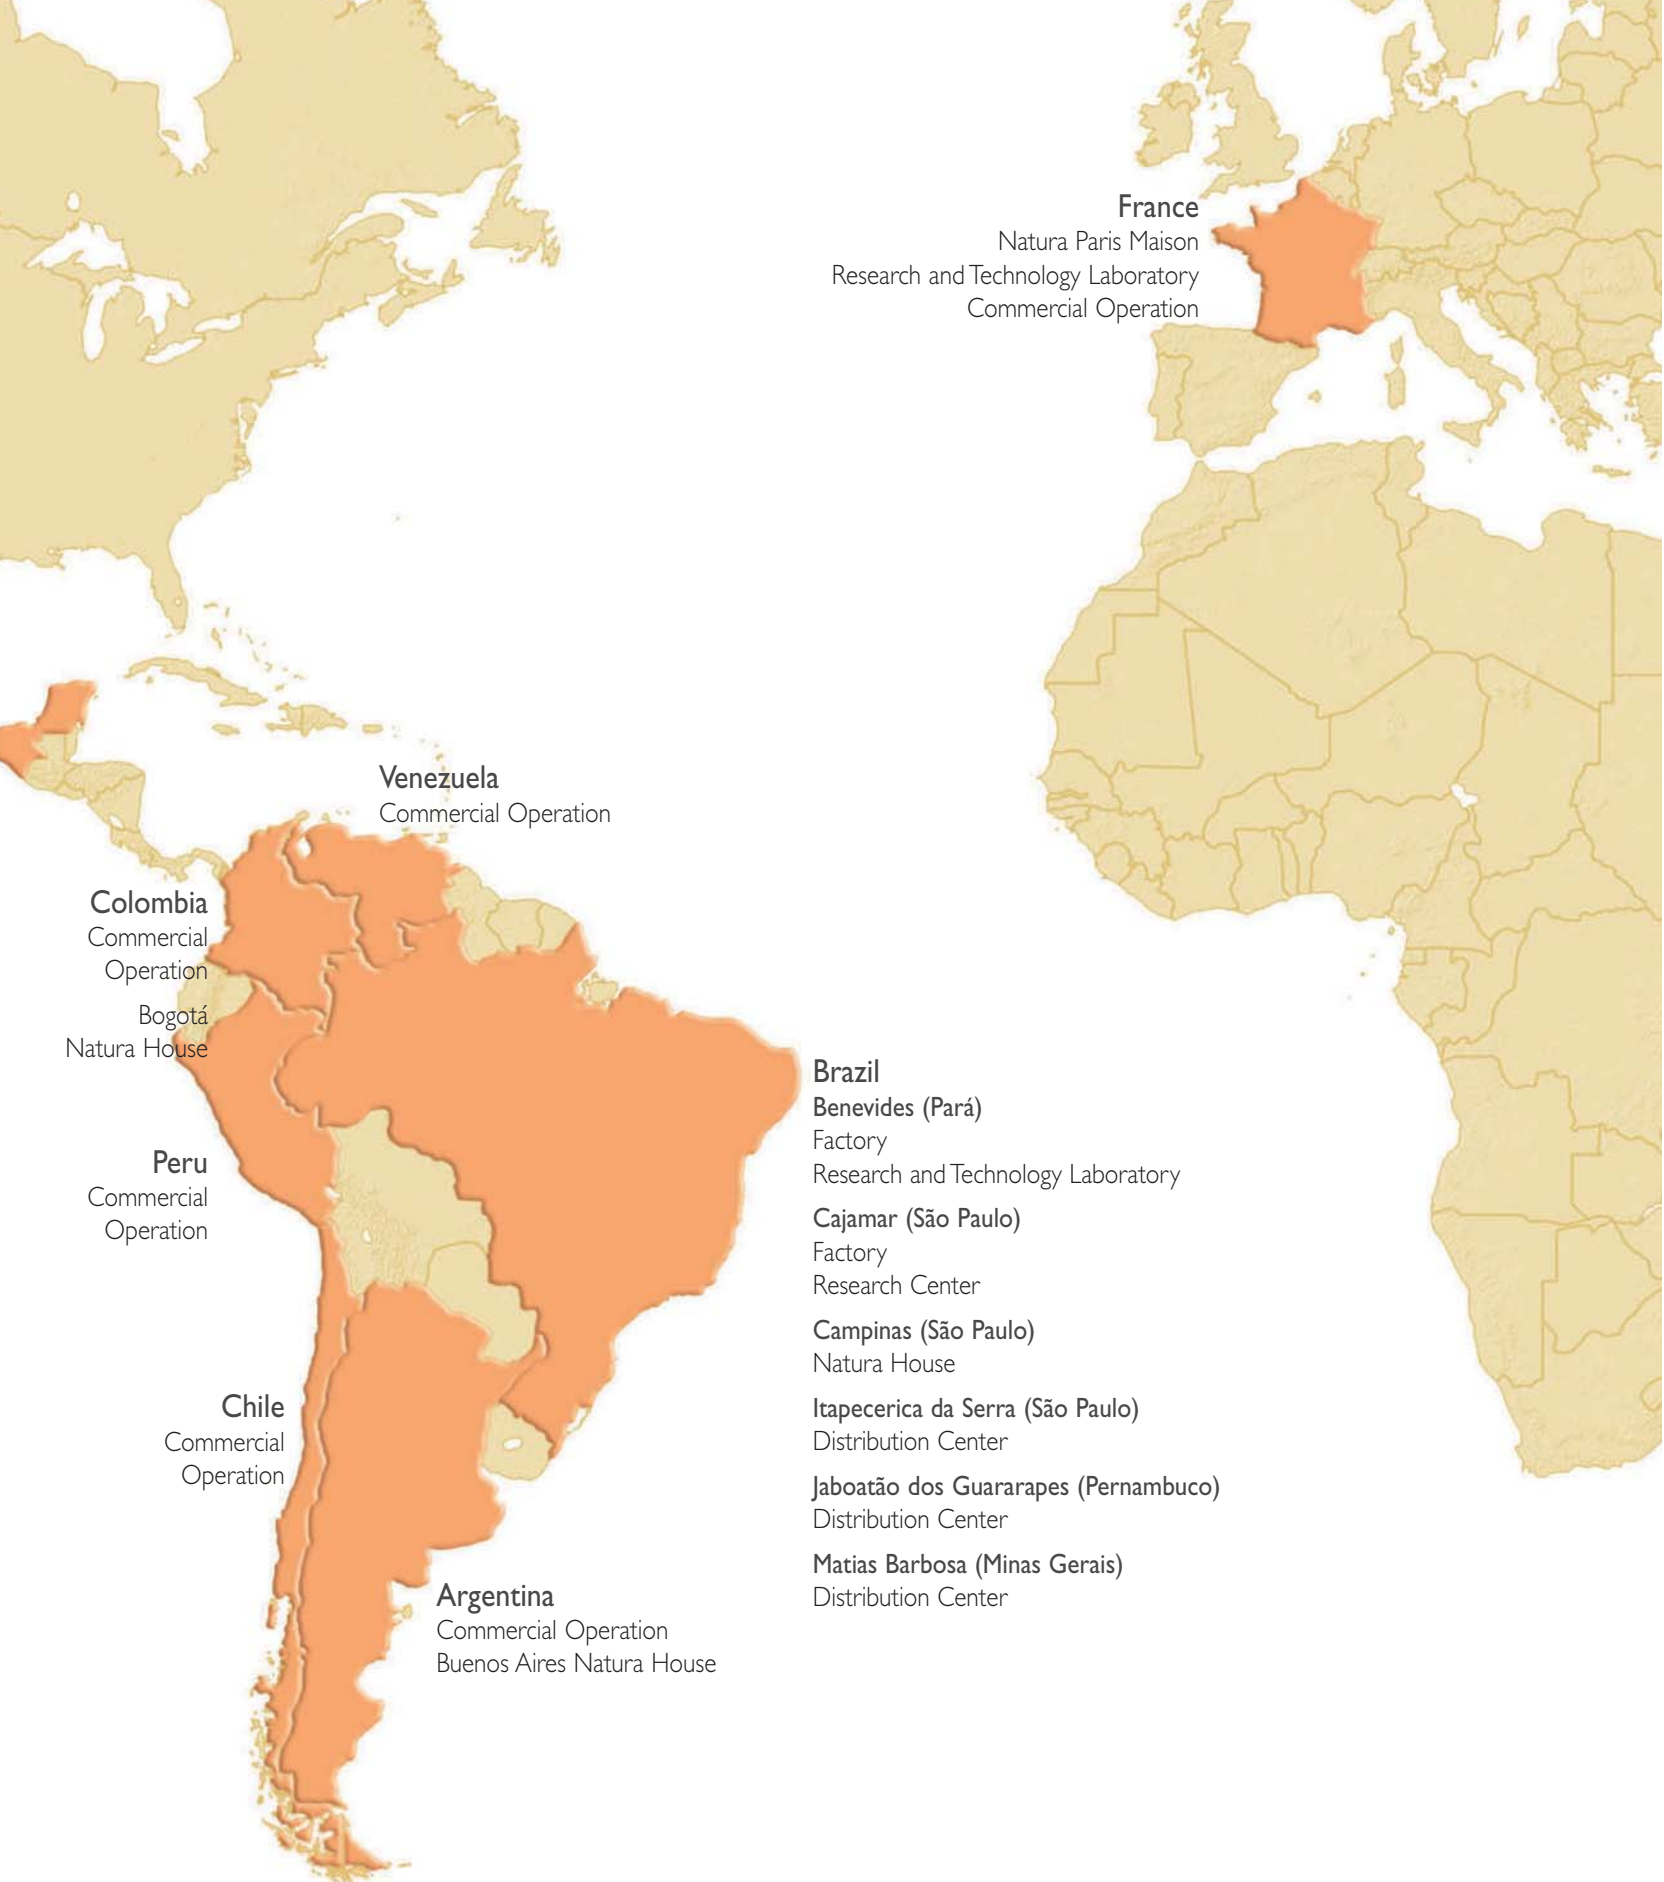 France
Natura Paris Maison
Research and Technology Laboratory
Commercial Operation
Venezuela
Commercial Operation
Colombia
Commercial
Operation
Bogotá
Natura House
Peru
Commercial
Operation
Brazil
Benevides (Pará)
Factory
Research and Technology Laboratory
Cajamar (São Paulo)
Factory
Research Center
Campinas (São Paulo)
Natura House
Itapecerica da Serra (São Paulo)
Distribution Center
Jaboatão dos Guararapes (Pernambuco)
Distribution Center
Matias Barbosa (Minas Gerais)
Distribution Center
Chile
Commercial
Operation
Argentina
Commercial Operation
Buenos Aires Natura House